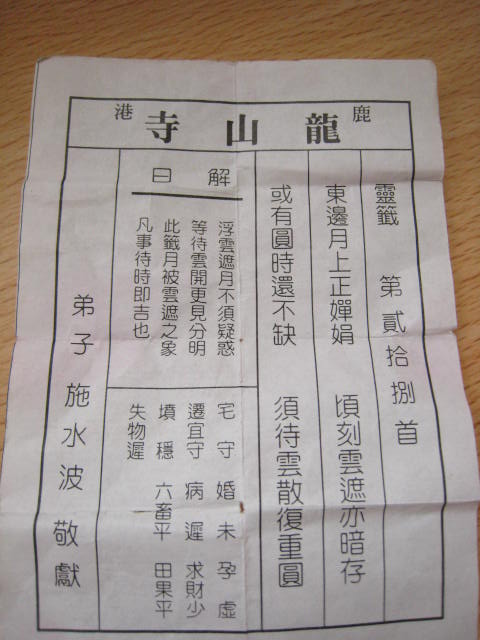 鹿港 龍山寺
靈籤 第貳拾捌首
東邊月上正嬋娟 頃刻雲遮亦暗存
或有圓時還不缺 須待雲散復重圓
解曰
浮雲遮月不須疑惑
等待雲開更見分明
此籤月被雲遮之象
凡事待時即吉也
宅守 婚未 孕虛
遷宜守 病遲 求財少
墳穩 六畜平 田果平
失物遲
弟子 施水波 敬獻